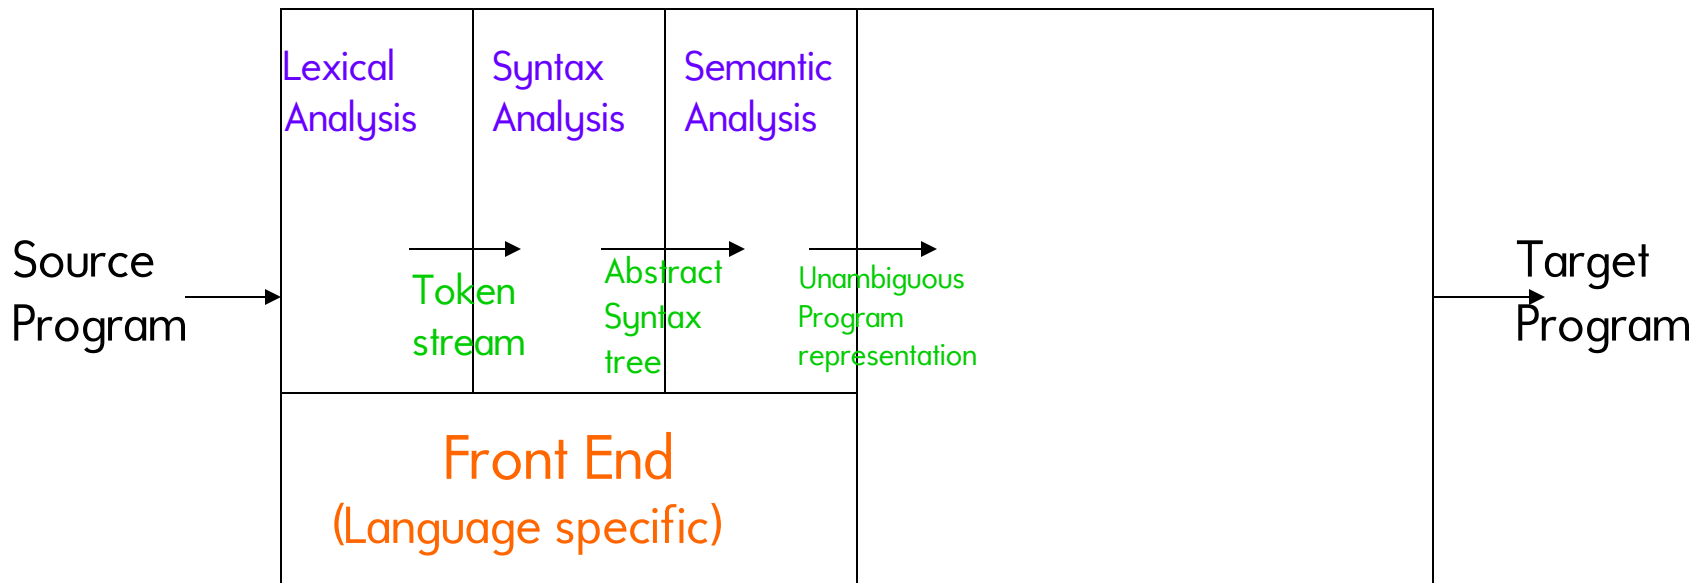 Lexical
Analysis
Syntax
Analysis
Semantic
Analysis
Source
Program
Token
stream
Abstract
Syntax
tree
Unambiguous
Program
representation
Target
Program
Front End
(Language specific)